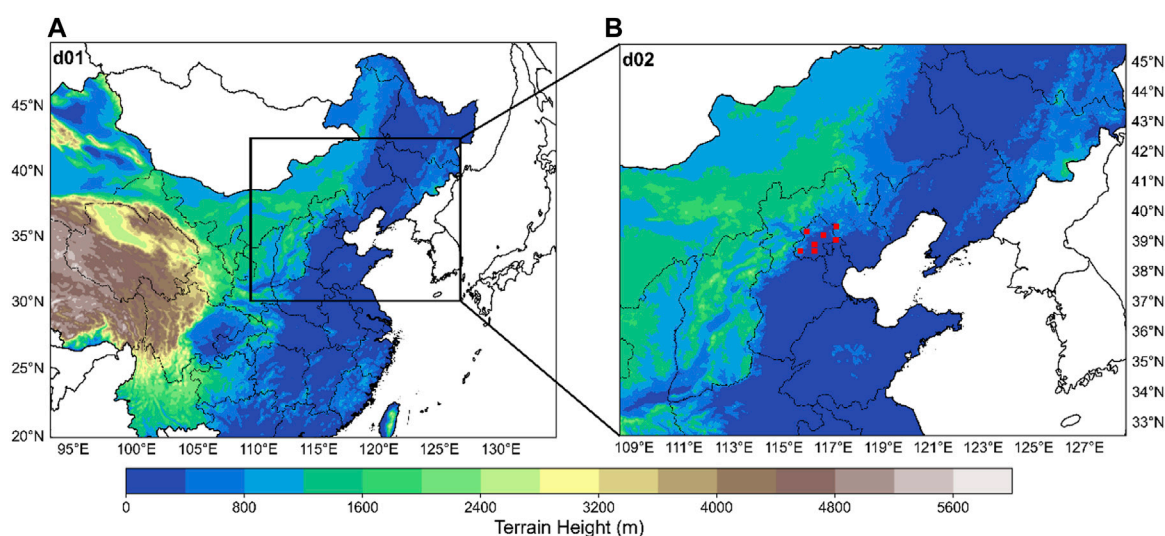 A
B
d01
d02
45°N
40°N
35°N
30°N
25°N
20°N
95°E 100°E 105°E 110°E 115°E 120°E 125°E 130°E
45°N
44°N
43°N
42°N
41°N
40°N
39°N
38°N
37°N
36°N
35°N
34°N
33°N
109°E 111°E 113°E 115°E 117°E 119°E 121°E 123°E 125°E 127°E
0 800 1600 2400 3200 4000 4800 5600
Terrain Height (m)